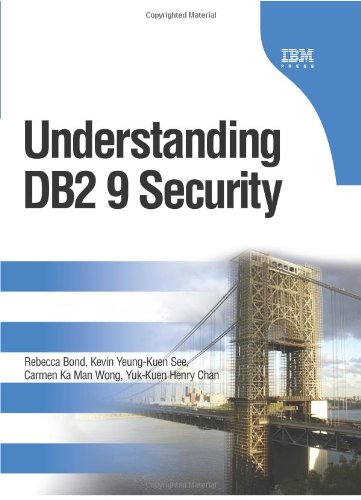 Copyrighted Material
IBM
PRESS
Understanding
DB2 9 Security
Rebecca Bond, Kevin Yeung-Kuen See,
Carmen Ka Man Wong, Yuk-Kuen Henry Chan